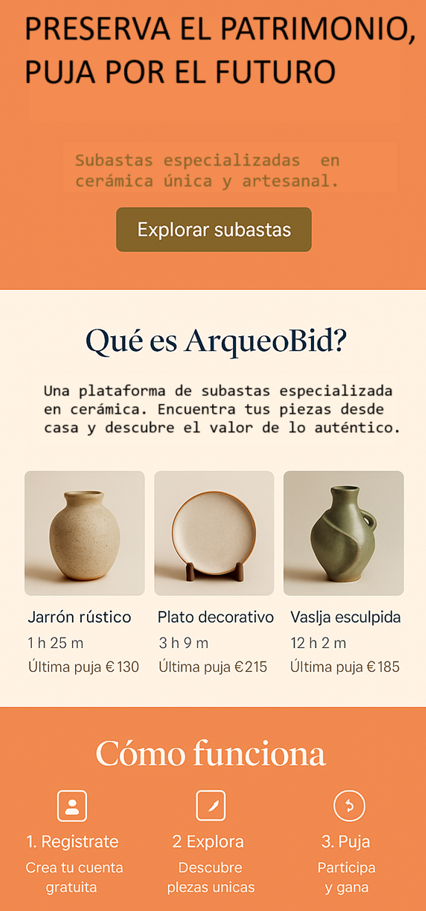 PRESERVA EL PATRIMONIO,
PUJA POR EL FUTURO
Subastas especializadas en
cerámica única y artesanal.
Explorar subastas
Qué es ArqueoBid?
Una plataforma de subastas especializada
en cerámica. Encuentra tus piezas desde
casa y descubre el valor de lo auténtico.
Jarrón rústico
1 h 25 m
Última puja €130
Plato decorativo
3 h 9 m
Última puja €215
Vaslja esculpida
12 h 2 m
Última puja €185
Cómo funciona
1. Registrate
Crea tu cuenta
gratuita
2 Explora
Descubre
plezas unicas
3. Puja
Participa
y gana